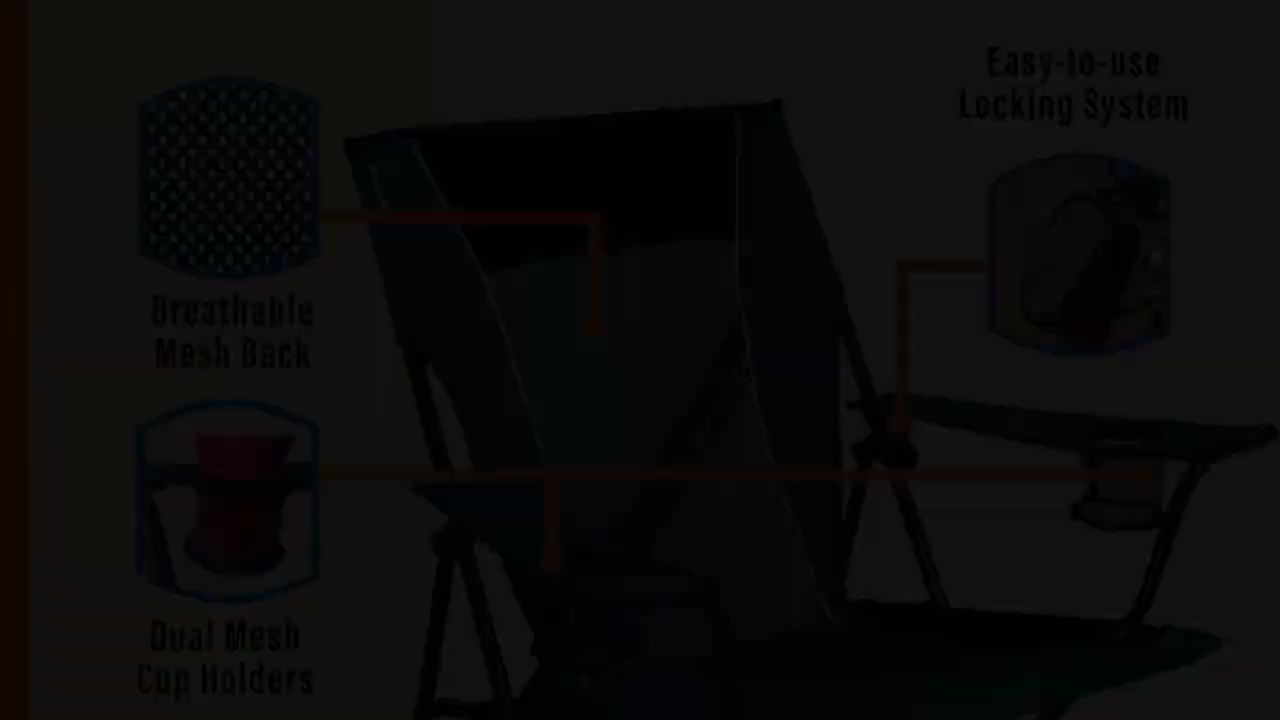 Easy-to-use
Locking System
Breathable
Mesh Back
Dual Mesh
Cup Holders